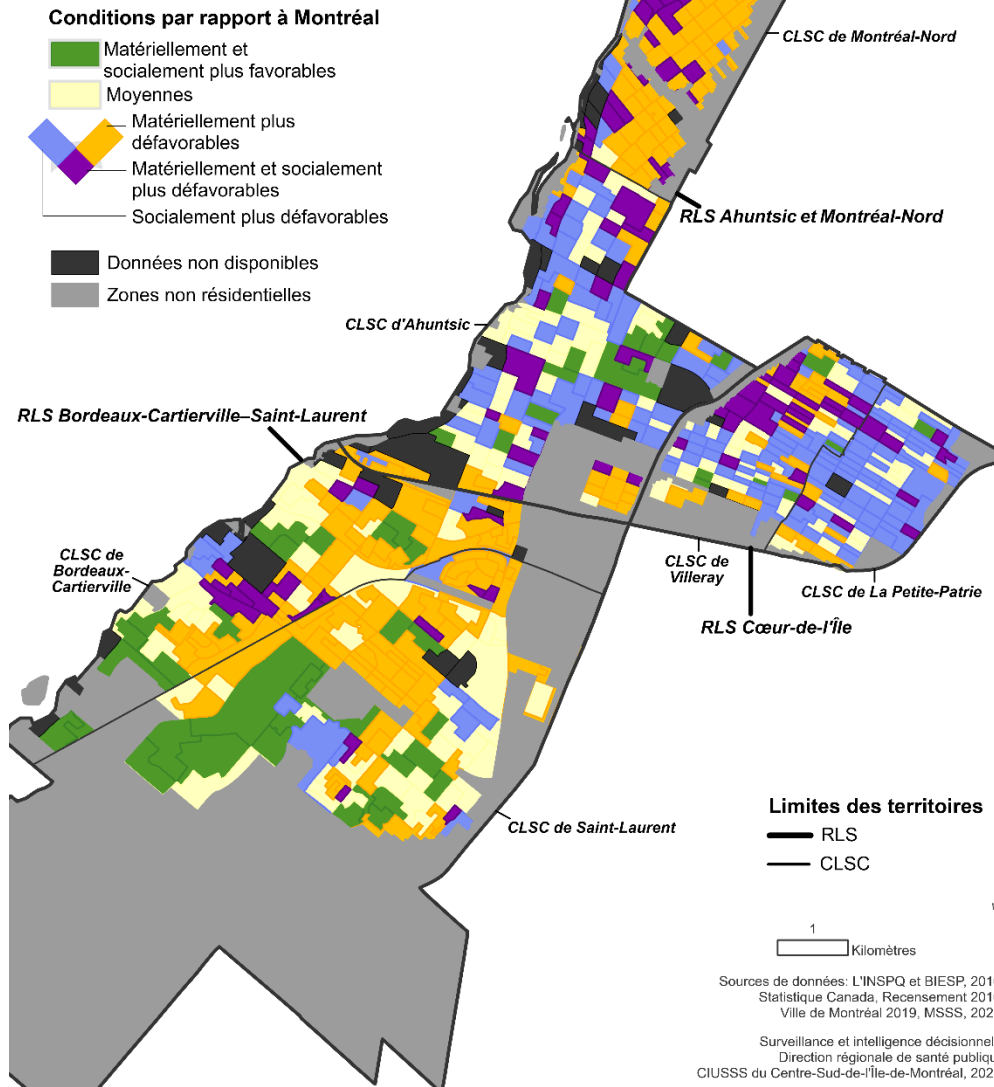 Conditions par rapport à Montréal
Matériellement et
socialement plus favorables
Moyennes
Matériellement plus
défavorables
Matériellement et socialement
plus défavorables
Socialement plus défavorables
Données non disponibles
Zones non résidentielles
CLSC de Montréal-Nord
RLS Ahuntsic et Montréal-Nord
CLSC d'Ahuntsic
RLS Bordeaux-Cartierville–Saint-Laurent
CLSC de
Bordeaux-
Cartierville
CLSC de
Villeray
CLSC de La Petite-Patrie
RLS Cœur-de-l'Île
CLSC de Saint-Laurent
Limites des territoires
RLS
CLSC
1
Kilomètres
Sources de données: L'INSPQ et BIESP, 201
Statistique Canada, Recensement 201
Ville de Montréal 2019, MSSS, 202
Surveillance et intelligence décisionnel
Direction régionale de santé publiqu
CIUSSS du Centre-Sud-de-l'Île-de-Montréal, 202